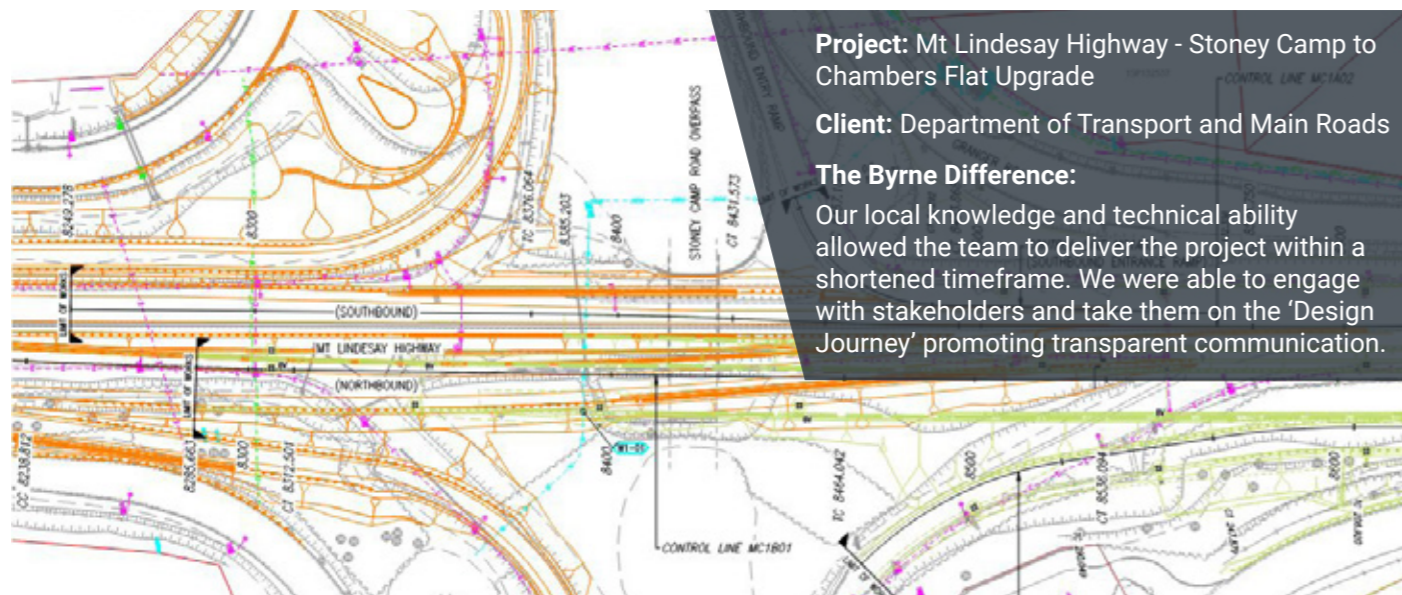 Project: Mt Lindesay Highway - Stoney Camp to
Chambers Flat Upgrade
Client: Department of Transport and Main Roads
The Byrne Difference:
Our local knowledge and technical ability
allowed the team to deliver the project within a
shortened timeframe. We were able to engage
with stakeholders and take them on the ‘Design
Journey’ promoting transparent communication.
CONTROL LINE MC1A02
STONEY CAMP ROAD OVERPASS
8249.278
8300
TC 8376.064
8385.203
8400
CT 8431.573
LIMIT OF WORKS
(SOUTHBOUND)
MT LINDESAY HIGHWAY
(NORTHBOUND)
LIMIT OF WORKS
CC 8239.812
8285.663
8300
CT 8312.501
8400
CONTROL LINE MC1B01
TC 8464.042
8500
CT 8558.094
8600